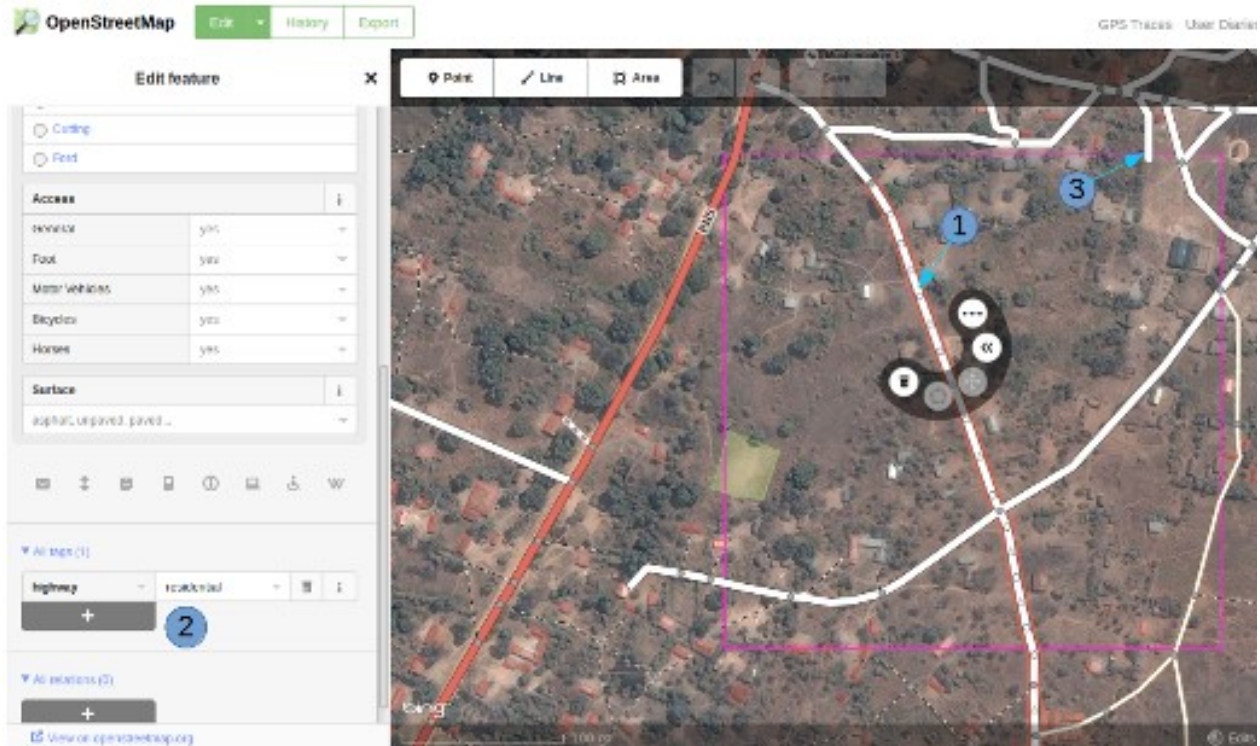 OpenStreetMap
Edit
History
Export
GPS Traces
User Diaries
Edit feature
Point
Line
Area
Save
Cutting
Ford
Access
General yes
Foot yes
Motor Vehicles yes
Bicycles yes
Horses yes
Surface
asphalt, unpaved, paved...
All tags (1)
highway residential
+
2
All relations (0)
+
View on openstreetmap.org
1
3
bing